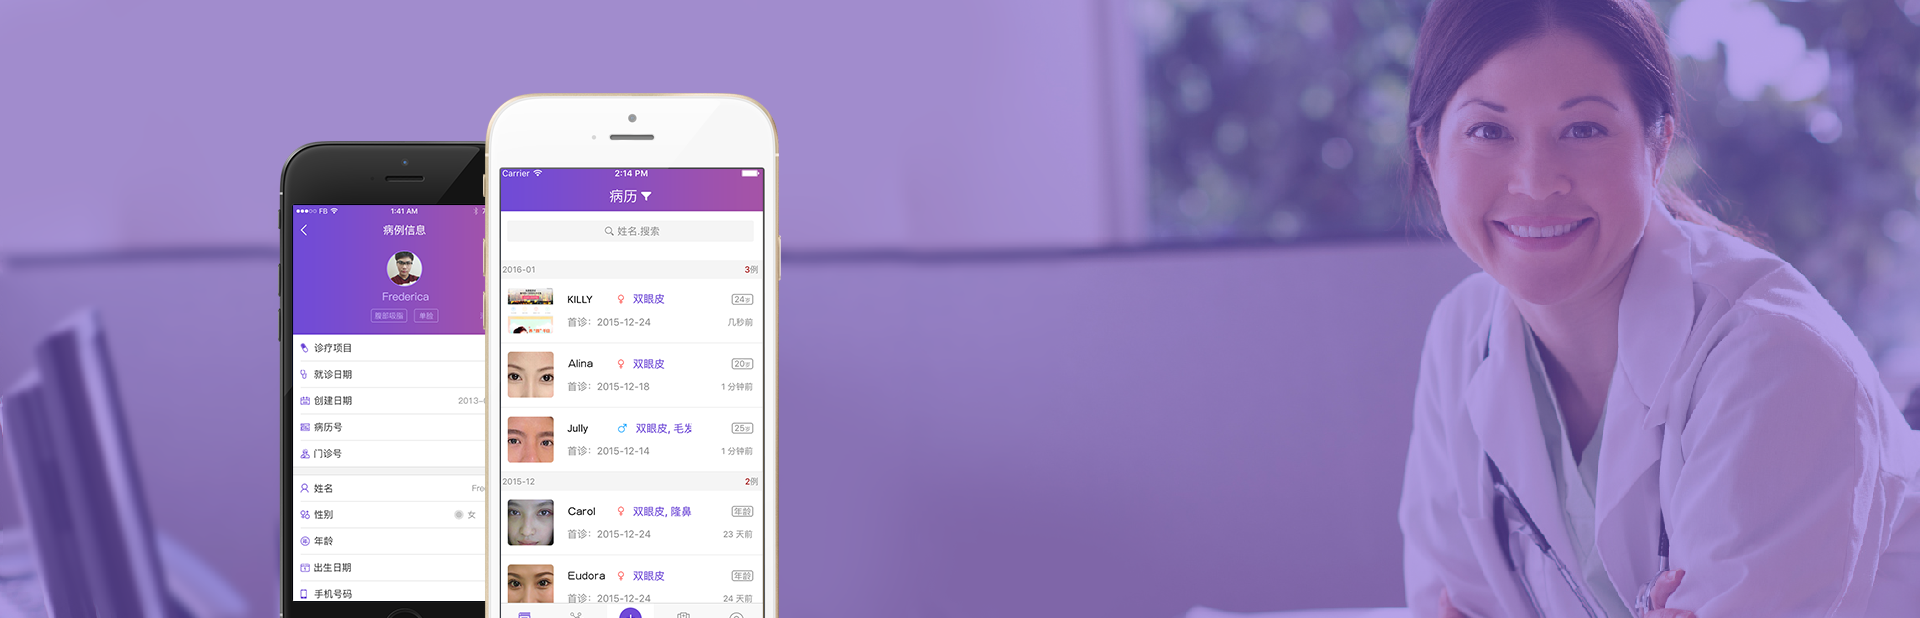 FB 1:41 AM
病例信息
Frederica
腹部吸脂 单脸
诊疗项目
就诊日期
创建日期 2013-
病历号
门诊号
姓名 Fre
性别 女
年龄
出生日期
手机号码
Carrier 2:14 PM
病历
姓名.搜索
2016-01 3例
KILLY 双眼皮 24岁
首诊：2015-12-24 几秒前
Alina 双眼皮 20岁
首诊：2015-12-18 1 分钟前
Jully 双眼皮, 毛发 25岁
首诊：2015-12-14 1 分钟前
2015-12 2例
Carol 双眼皮, 隆鼻 年龄
首诊：2015-12-24 23 天前
Eudora 双眼皮 年龄
首诊：2015-12-24 24 天前